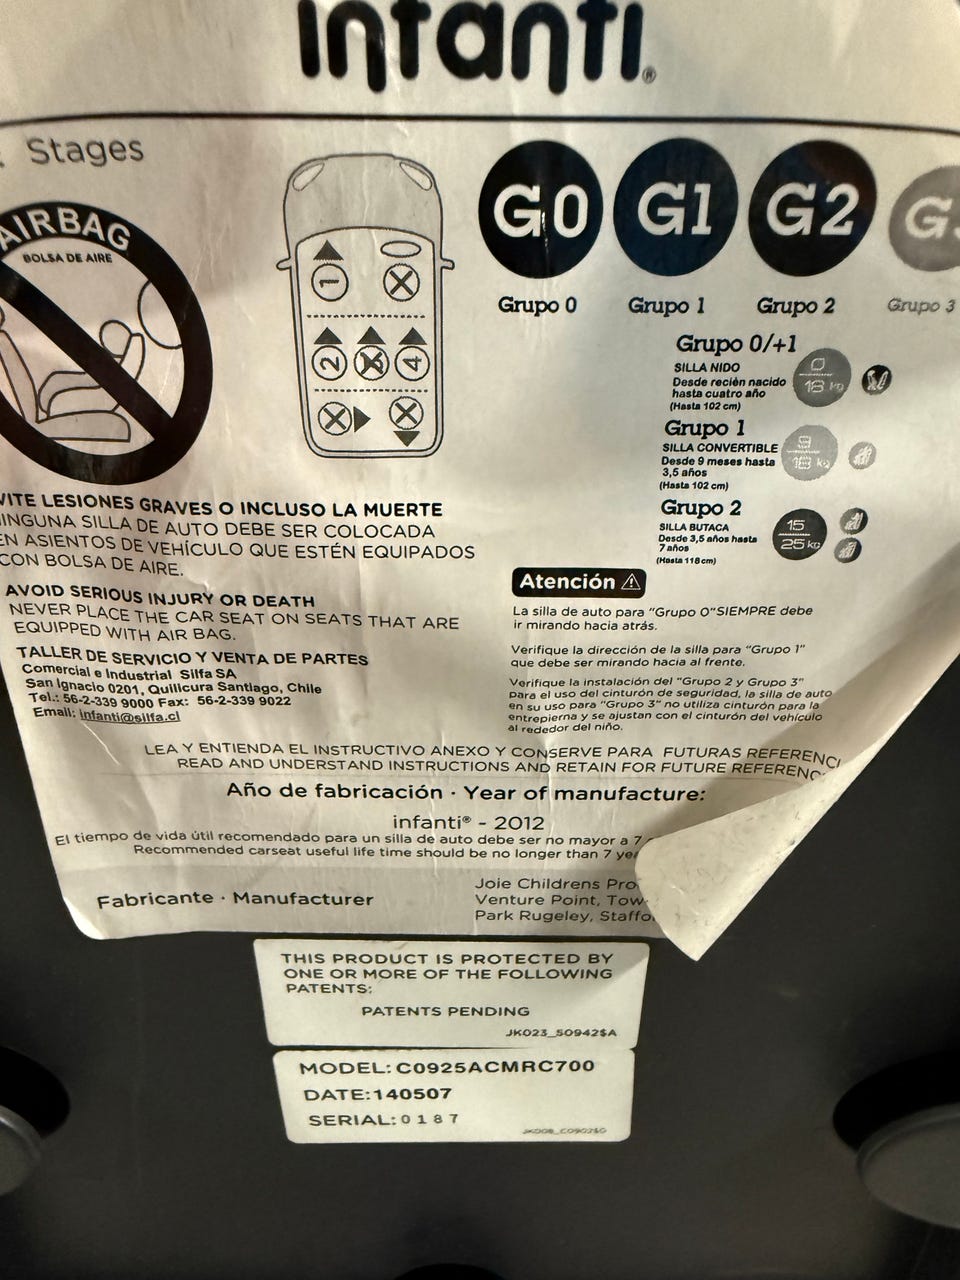 infanti®
Stages
G0 G1 G2
Grupo 0 Grupo 1 Grupo 2 Grupo 3
AIRBAG
BOLSA DE AIRE
1
2
4
Grupo 0/+1
SILLA NIDO
Desde recién nacido
hasta cuatro año
(Hasta 102 cm)
0
18 kg
Grupo 1
SILLA CONVERTIBLE
Desde 9 meses hasta
3,5 años
(Hasta 102 cm)
9
18 kg
Grupo 2
SILLA BUTACA
Desde 3,5 años hasta
7 años
(Hasta 118cm)
15
25 kg
VITE LESIONES GRAVES O INCLUSO LA MUERTE
INGUNA SILLA DE AUTO DEBE SER COLOCADA
EN ASIENTOS DE VEHÍCULO QUE ESTÉN EQUIPADOS
CON BOLSA DE AIRE.
AVOID SERIOUS INJURY OR DEATH
NEVER PLACE THE CAR SEAT ON SEATS THAT ARE
EQUIPPED WITH AIR BAG.
TALLER DE SERVICIO Y VENTA DE PARTES
Comercial e Industrial Silfa SA
San Ignacio 0201, Quilicura Santiago, Chile
Tel.: 56-2-339 9000 Fax: 56-2-339 9022
Email: infanti@silfa.cl
Atención
La silla de auto para "Grupo 0"SIEMPRE debe
ir mirando hacia atrás.
Verifique la dirección de la silla para "Grupo 1"
que debe ser mirando hacia al frente.
Verifique la instalación del "Grupo 2 y Grupo 3"
para el uso del cinturón de seguridad, la silla de auto
en su uso para "Grupo 3" no utiliza cinturón para la
entrepierna y se ajustan con el cinturón del vehículo
al rededor del niño.
LEA Y ENTIENDA EL INSTRUCTIVO ANEXO Y CONSERVE PARA FUTURAS REFERENCI
READ AND UNDERSTAND INSTRUCTIONS AND RETAIN FOR FUTURE REFERENC
Año de fabricación · Year of manufacture:
infanti® - 2012
El tiempo de vida útil recomendado para un silla de auto debe ser no mayor a 7
Recommended carseat useful life time should be no longer than 7 ye
Fabricante · Manufacturer
Joie Childrens Pro
Venture Point, Tow
Park Rugeley, Staffo
THIS PRODUCT IS PROTECTED BY
ONE OR MORE OF THE FOLLOWING
PATENTS:
PATENTS PENDING
JK023_50942$A
MODEL: C0925ACMRC700
DATE:140507
SERIAL: 0187